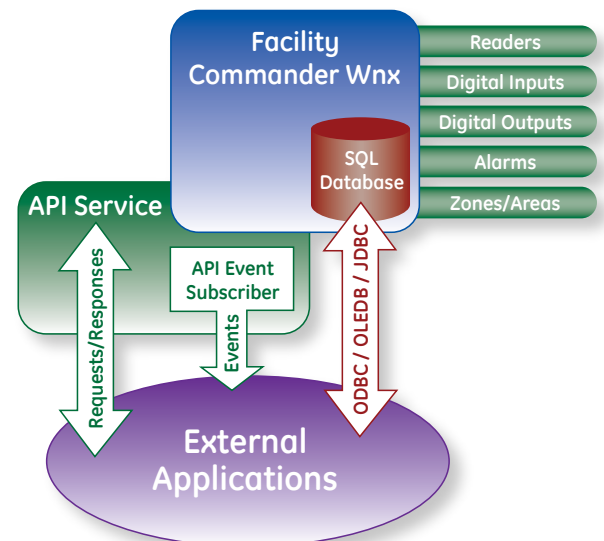 Facility
Commander Wnx
Readers
Digital Inputs
Digital Outputs
Alarms
Zones/Areas
SQL
Database
API Service
API Event
Subscriber
Requests/Responses
Events
ODBC / OLEDB / JDBC
External
Applications